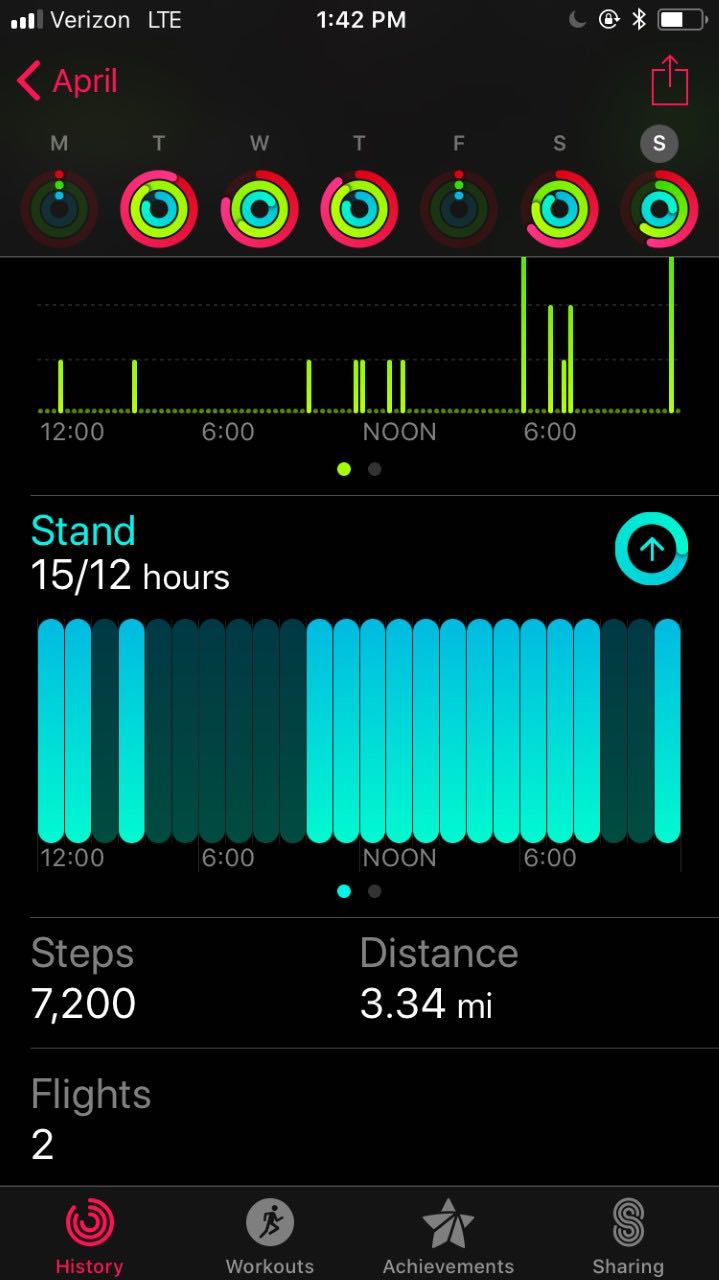 Verizon LTE 1:42 PM
April
M T W T F S S
12:00 6:00 NOON 6:00
Stand
15/12 hours
12:00 6:00 NOON 6:00
Steps Distance
7,200 3.34 mi
Flights
2
History Workouts Achievements Sharing